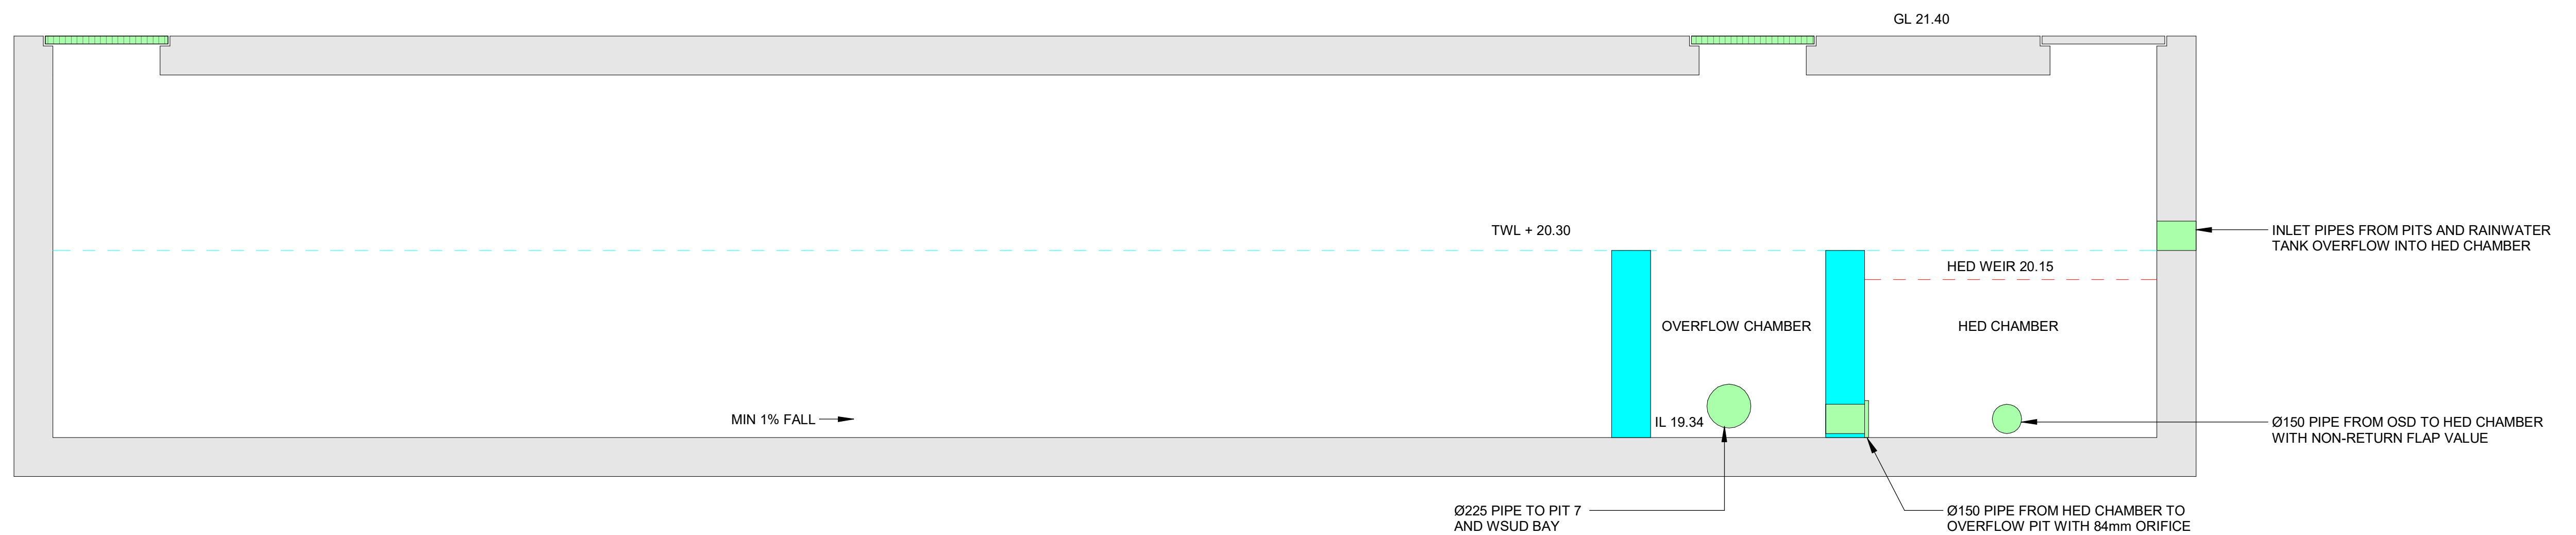 GL 21.40
TWL + 20.30
INLET PIPES FROM PITS AND RAINWATER
TANK OVERFLOW INTO HED CHAMBER
HED WEIR 20.15
OVERFLOW CHAMBER
HED CHAMBER
MIN 1% FALL
IL 19.34
Ø150 PIPE FROM OSD TO HED CHAMBER
WITH NON-RETURN FLAP VALUE
Ø225 PIPE TO PIT 7
AND WSUD BAY
Ø150 PIPE FROM HED CHAMBER TO
OVERFLOW PIT WITH 84mm ORIFICE